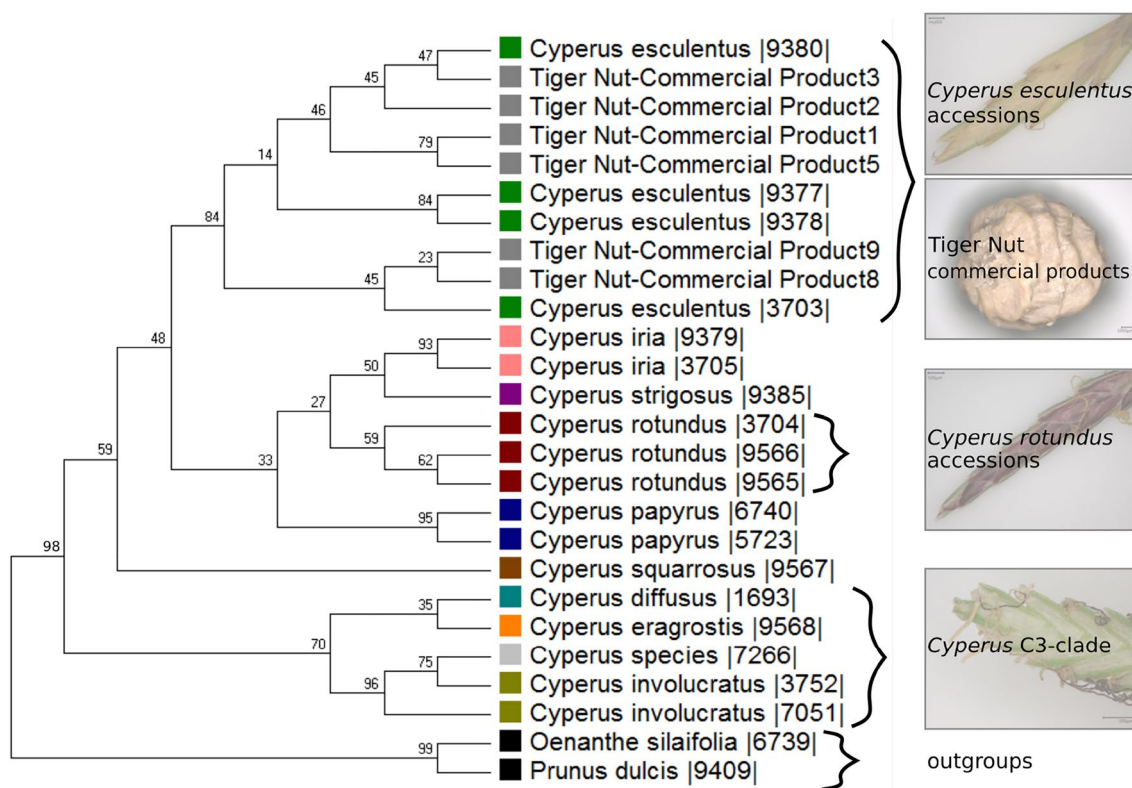 Cyperus esculentus |9380|
Tiger Nut-Commercial Product3
Tiger Nut-Commercial Product2
Tiger Nut-Commercial Product1
Tiger Nut-Commercial Product5
Cyperus esculentus |9377|
Cyperus esculentus |9378|
Tiger Nut-Commercial Product9
Tiger Nut-Commercial Product8
Cyperus esculentus |3703|
Cyperus iria |9379|
Cyperus iria |3705|
Cyperus strigosus |9385|
Cyperus rotundus |3704|
Cyperus rotundus |9566|
Cyperus rotundus |9565|
Cyperus papyrus |6740|
Cyperus papyrus |5723|
Cyperus squarrosus |9567|
Cyperus diffusus |1693|
Cyperus eragrostis |9568|
Cyperus species |7266|
Cyperus involucratus |3752|
Cyperus involucratus |7051|
Oenanthe silaifolia |6739|
Prunus dulcis |9409|
47
45
46
79
14
84
84
23
45
48
93
50
27
59
62
33
95
59
98
35
70
75
96
99
Cyperus esculentus
accessions
Tiger Nut
commercial products
Cyperus rotundus
accessions
Cyperus C3-clade
outgroups